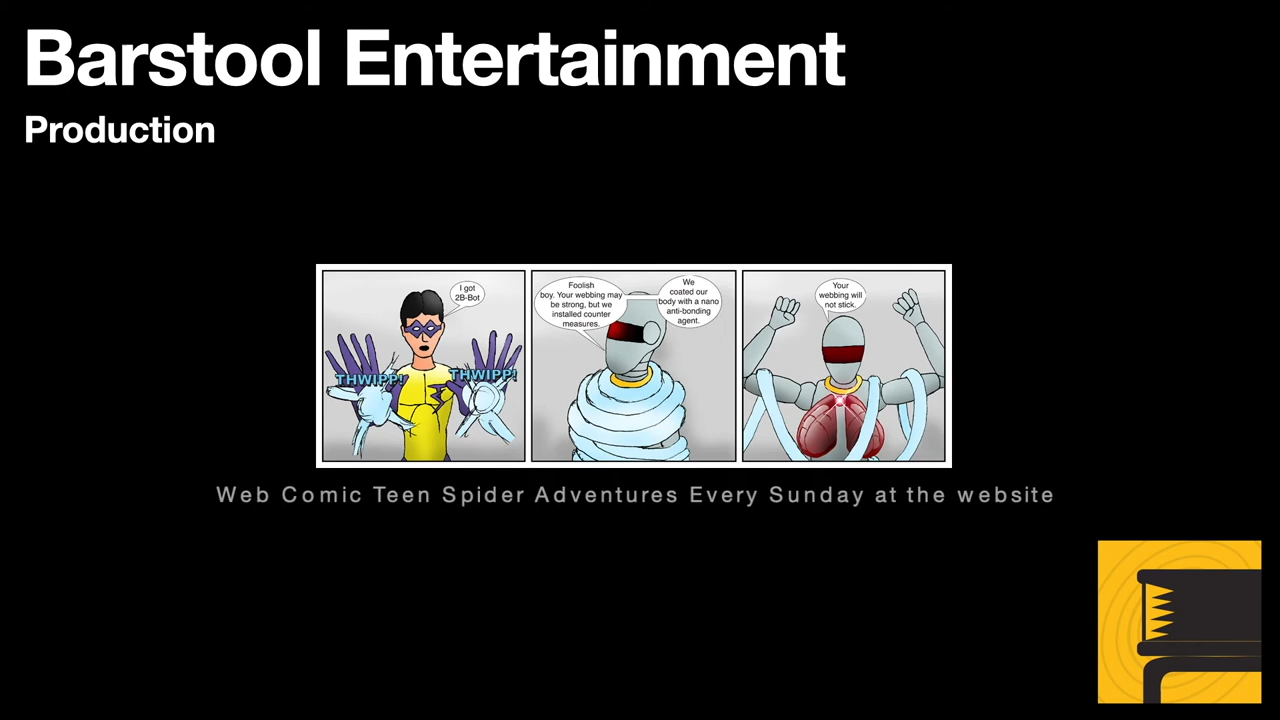 Barstool Entertainment
Production
I got
2B-Bot
THWIPP!
THWIPP!
Foolish
boy. Your webbing may
be strong, but we
installed counter
measures.
We
coated our
body with a nano
anti-bonding
agent.
Your
webbing will
not stick.
Web Comic Teen Spider Adventures Every Sunday at the website